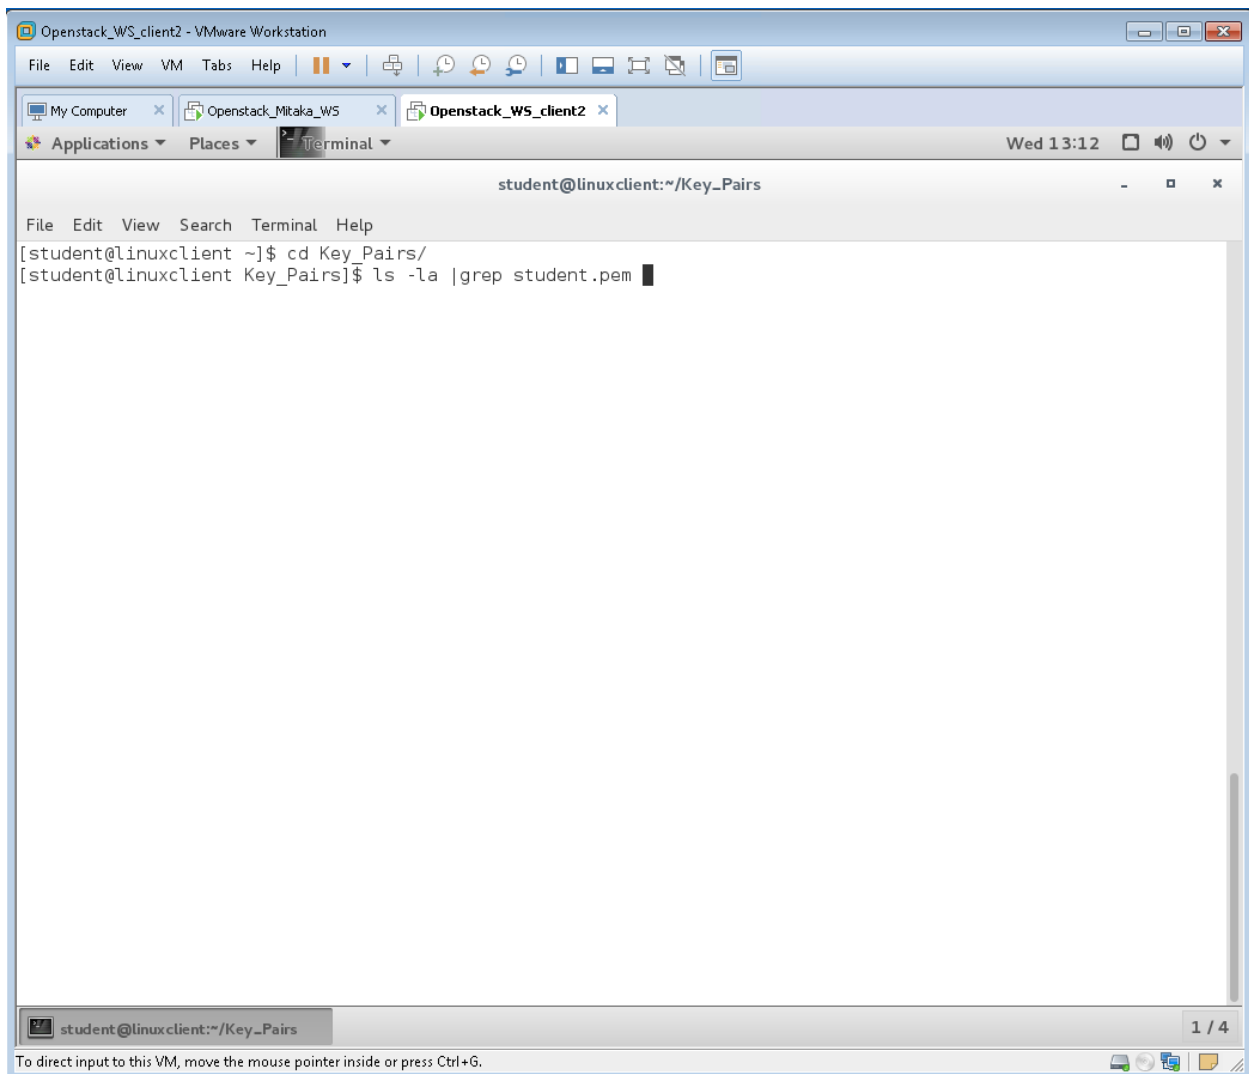 Openstack_WS_client2 - VMware Workstation
File Edit View VM Tabs Help
My Computer Openstack_Mitaka_WS Openstack_WS_client2
Applications Places Terminal Wed 13:12
student@linuxclient:~/Key_Pairs
File Edit View Search Terminal Help
[student@linuxclient ~]$ cd Key_Pairs/
[student@linuxclient Key_Pairs]$ ls -la |grep student.pem
student@linuxclient:~/Key_Pairs 1 / 4
To direct input to this VM, move the mouse pointer inside or press Ctrl+G.